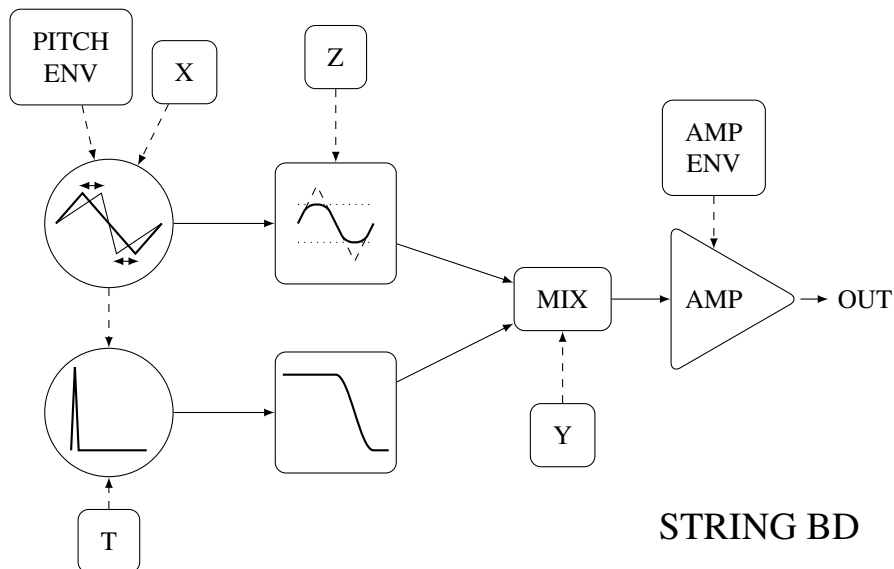 PITCH
ENV
X
Z
AMP
ENV
MIX
AMP
OUT
Y
T
STRING BD